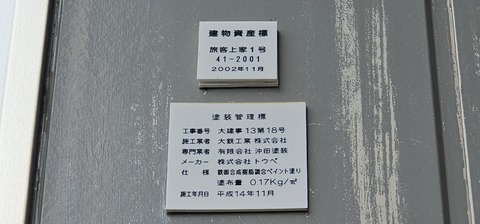 建物資産標
旅客上家1号
41-2001
2002年11月
塗装管理標
工事番号 大建事13第18号
施工業者 大鉄工業株式会社
専門業者 有限会社 沖田塗装
メーカー 株式会社トウペ
仕様 鉄面合成樹脂調合ペイント塗り
塗布量 0.17Kg/㎡
施工年月日 平成14年11月